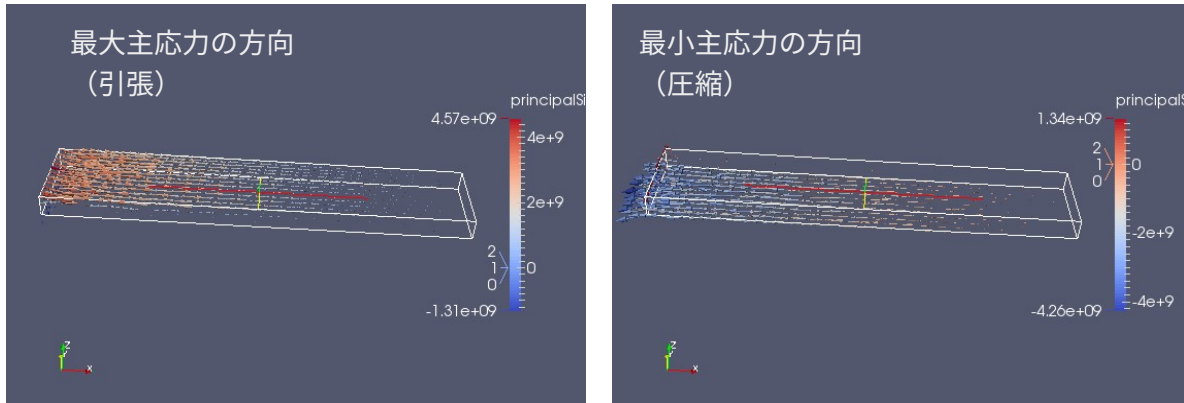 最大主応力の方向
（引張）
principalSi
4.57e+09
4e+9
2e+9
2
1
0
0
-1.31e+09
Z
Y
X
最小主応力の方向
（圧縮）
principalS
1.34e+09
2
1
0
0
-2e+9
-4e+9
-4.26e+09
Z
Y
X